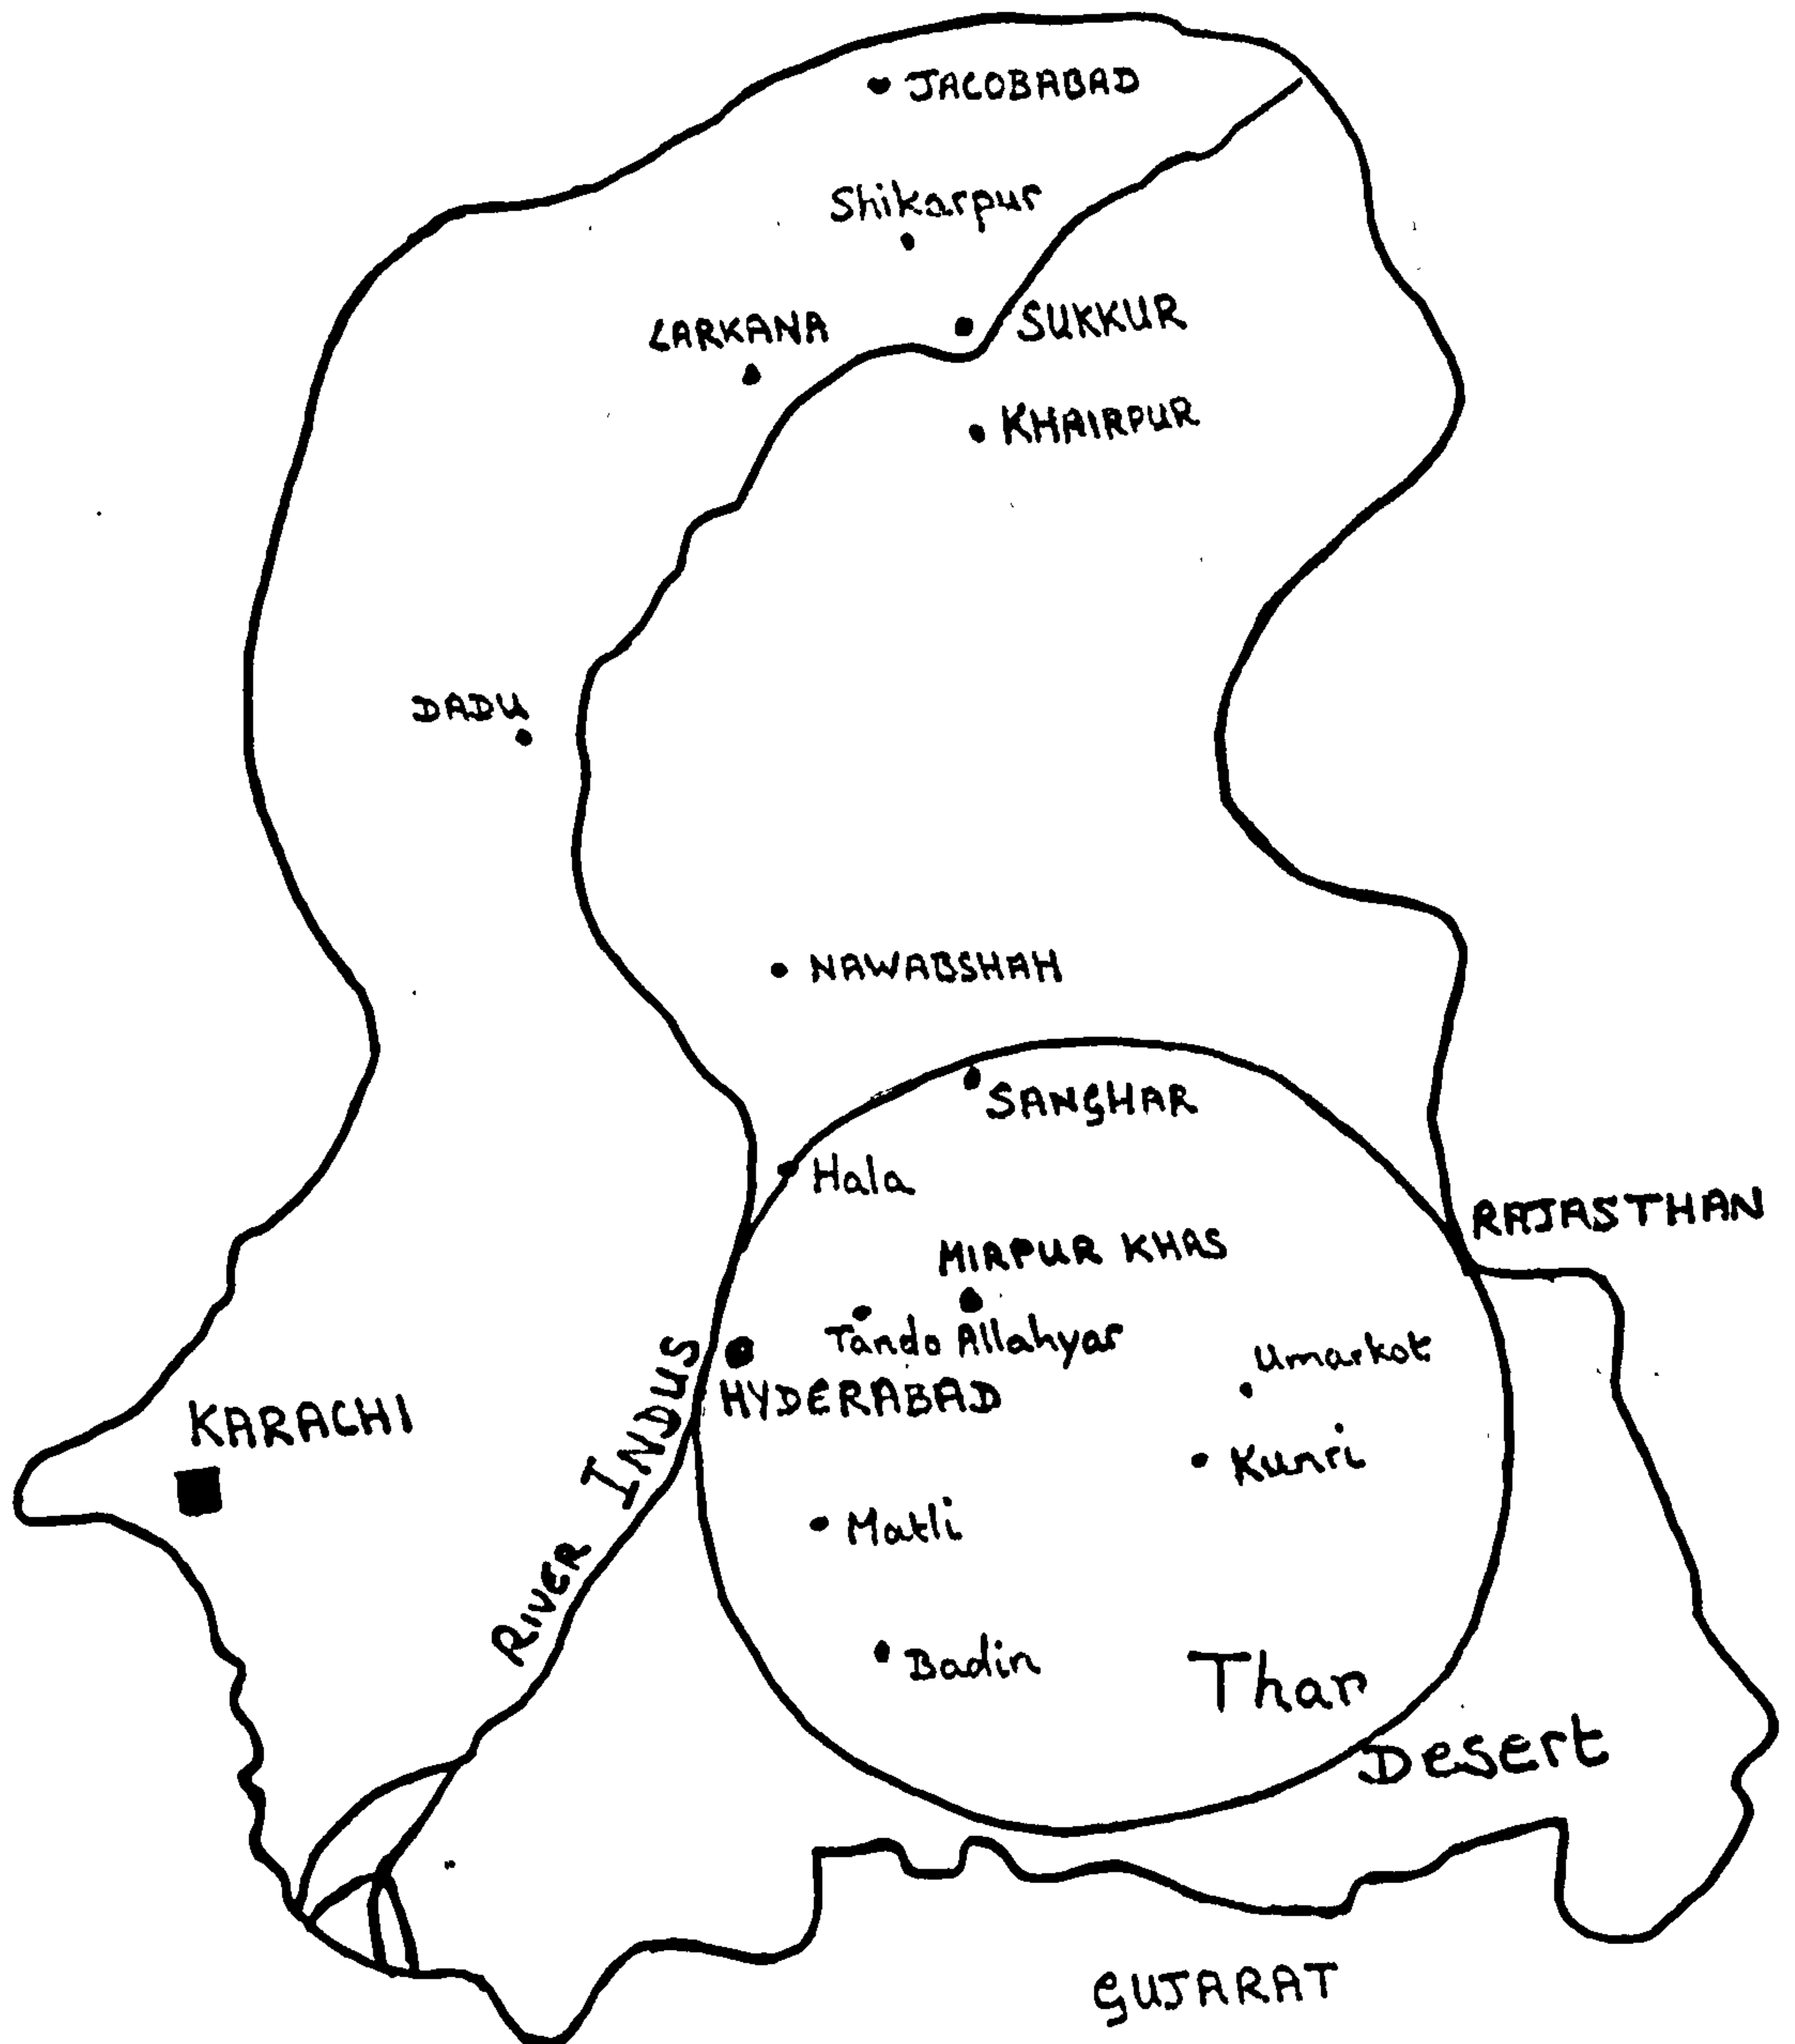 JACOBABAD
Shikarpur
SUKKUR
LARKANA
KHAIRPUR
DADU
NAWABSHAH
SANGHAR
Hala
RAJASTHAN
MIRPUR KHAS
Tando Allahyar
Umarkot
HYDERABAD
KARACHI
RIVER INDUS
Kunri
Matli
Badin
Thar
Desert
GUJARAT